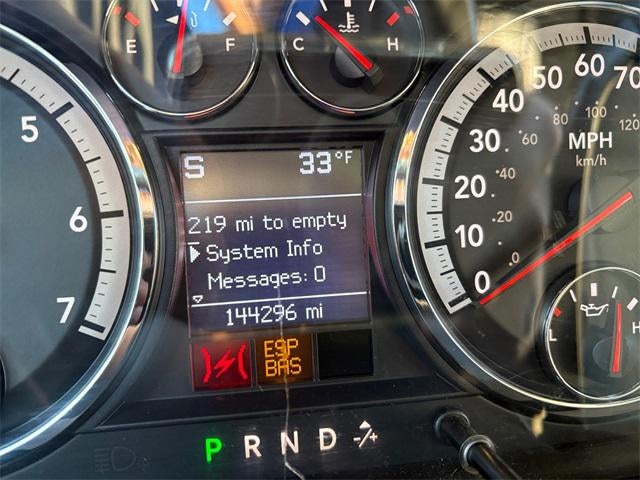 E F
C H
5
6
7
S 33°F
219 mi to empty
System Info
Messages: 0
144296 mi
ESP
BAS
P R N D -/+
0 10 20 30 40 50 60 70
0 20 40 60 80 100 120
MPH
km/h
L H